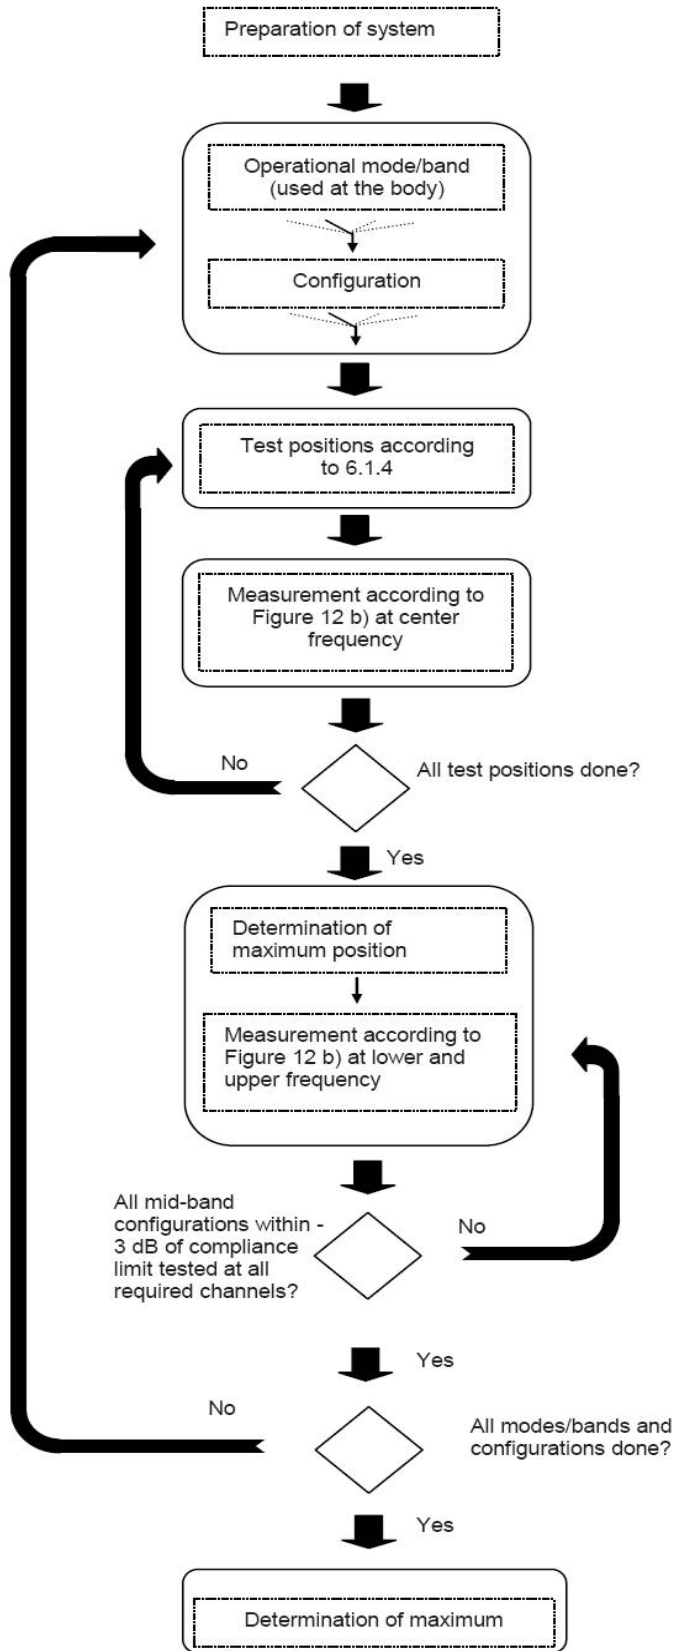 Preparation of system
Operational mode/band
(used at the body)
Configuration
Test positions according
to 6.1.4
Measurement according to
Figure 12 b) at center
frequency
No
All test positions done?
Yes
Determination of
maximum position
Measurement according to
Figure 12 b) at lower and
upper frequency
All mid-band
configurations within -
3 dB of compliance
limit tested at all
required channels?
No
Yes
No
All modes/bands and
configurations done?
Yes
Determination of maximum